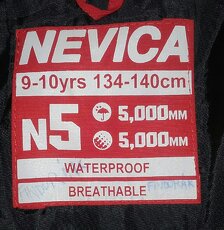 NEVICA
9-10yrs 134-140cm
N5 5,000MM
5,000MM
WATERPROOF
BREATHABLE